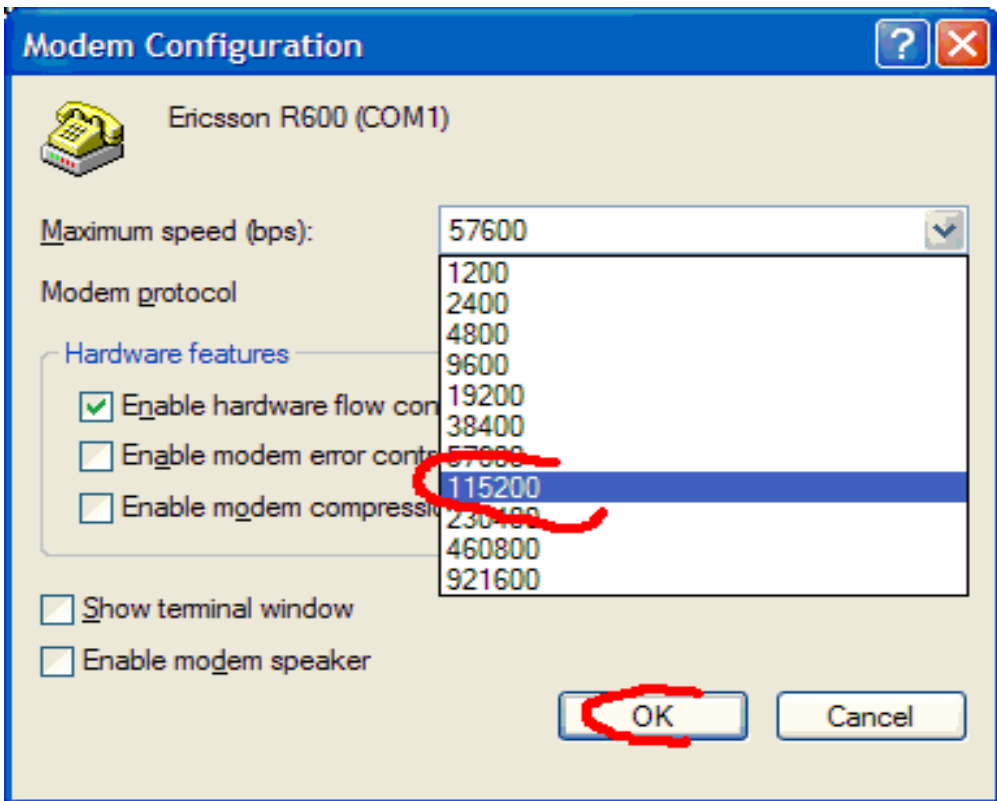 Modem Configuration
Ericsson R600 (COM1)
Maximum speed (bps):
57600
1200
2400
4800
9600
19200
38400
57600
115200
230400
460800
921600
Modem protocol
Hardware features
Enable hardware flow con
Enable modem error contr
Enable modem compressi
Show terminal window
Enable modem speaker
OK
Cancel